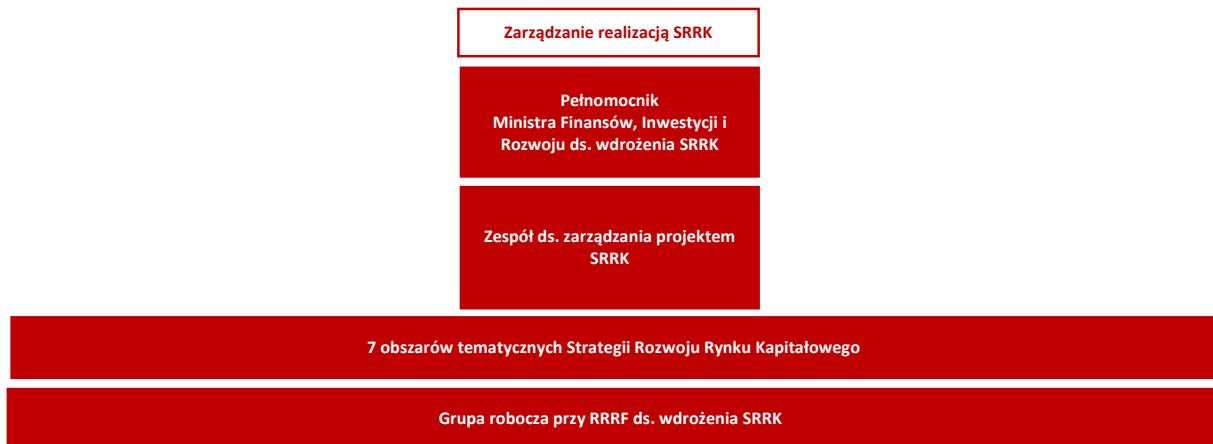 Zarządzanie realizacją SRRK
Pełnomocnik
Ministra Finansów, Inwestycji i
Rozwoju ds. wdrożenia SRRK
Zespół ds. zarządzania projektem
SRRK
7 obszarów tematycznych Strategii Rozwoju Rynku Kapitałowego
Grupa robocza przy RRRF ds. wdrożenia SRRK